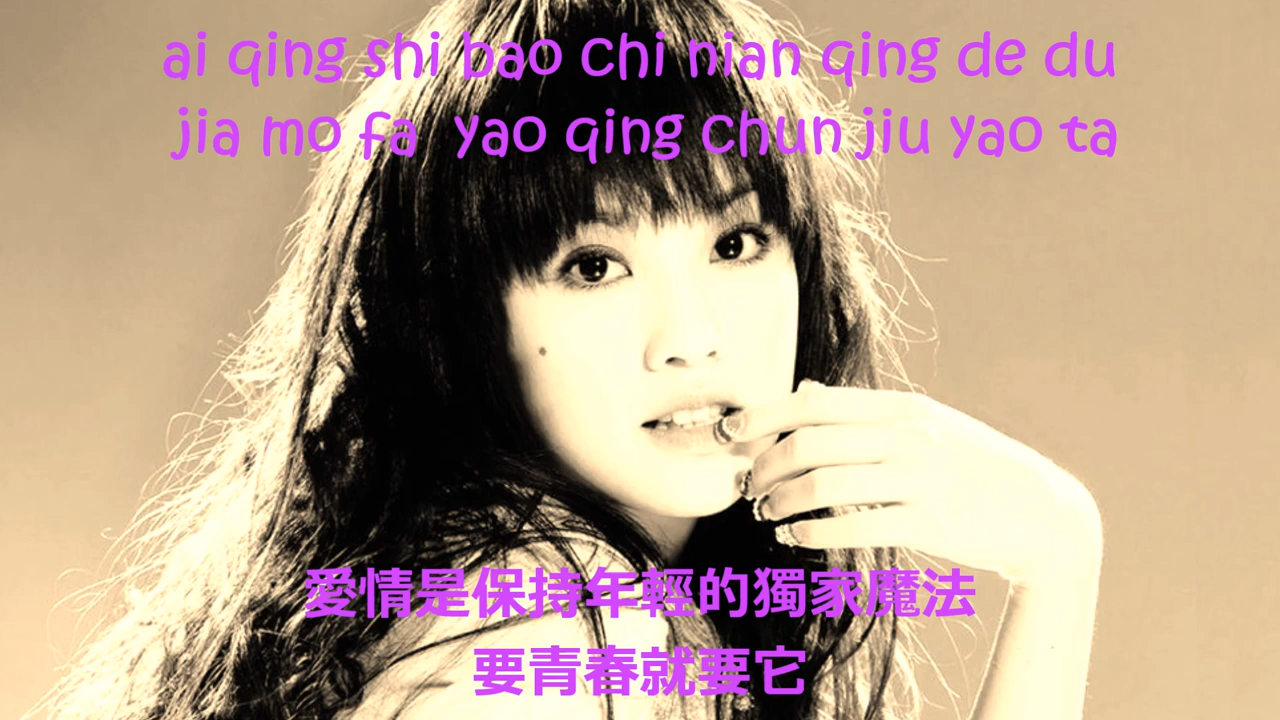 ai qing shi bao chi nian qing de du
jia mo fa yao qing chun jiu yao ta
愛情是保持年輕的獨家魔法
要青春就要它